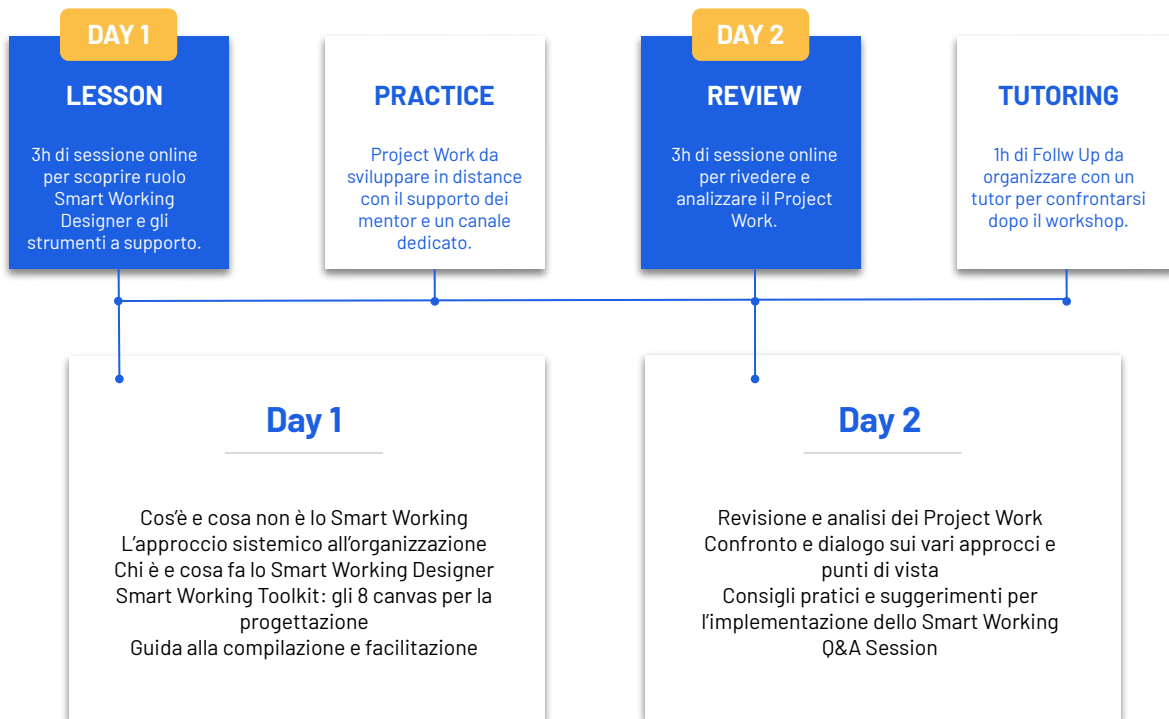 DAY 1
LESSON
3h di sessione online
per scoprire ruolo
Smart Working
Designer e gli
strumenti a supporto.
PRACTICE
Project Work da
sviluppare in distance
con il supporto dei
mentor e un canale
dedicato.
DAY 2
REVIEW
3h di sessione online
per rivedere e
analizzare il Project
Work.
TUTORING
1h di Follw Up da
organizzare con un
tutor per confrontarsi
dopo il workshop.
Day 1
Cos'è e cosa non è lo Smart Working
L'approccio sistemico all'organizzazione
Chi è e cosa fa lo Smart Working Designer
Smart Working Toolkit: gli 8 canvas per la
progettazione
Guida alla compilazione e facilitazione
Day 2
Revisione e analisi dei Project Work
Confronto e dialogo sui vari approcci e
punti di vista
Consigli pratici e suggerimenti per
l'implementazione dello Smart Working
Q&A Session